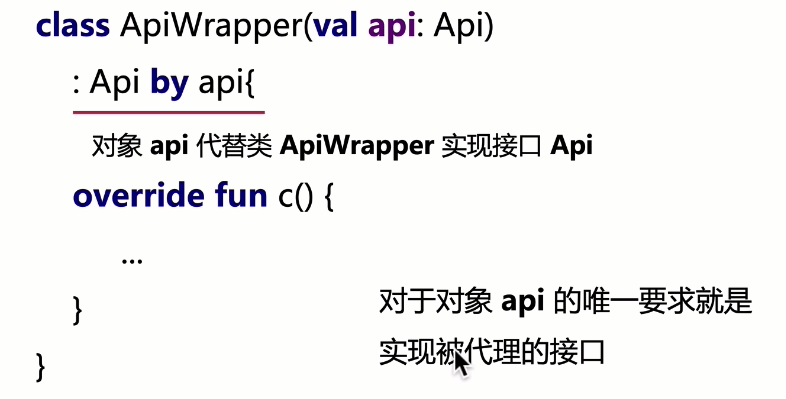 class ApiWrapper(val api: Api)
: Api by api{
对象 api 代替类 ApiWrapper 实现接口 Api
override fun c() {
...
}
对于对象 api 的唯一要求就是
实现被代理的接口
}